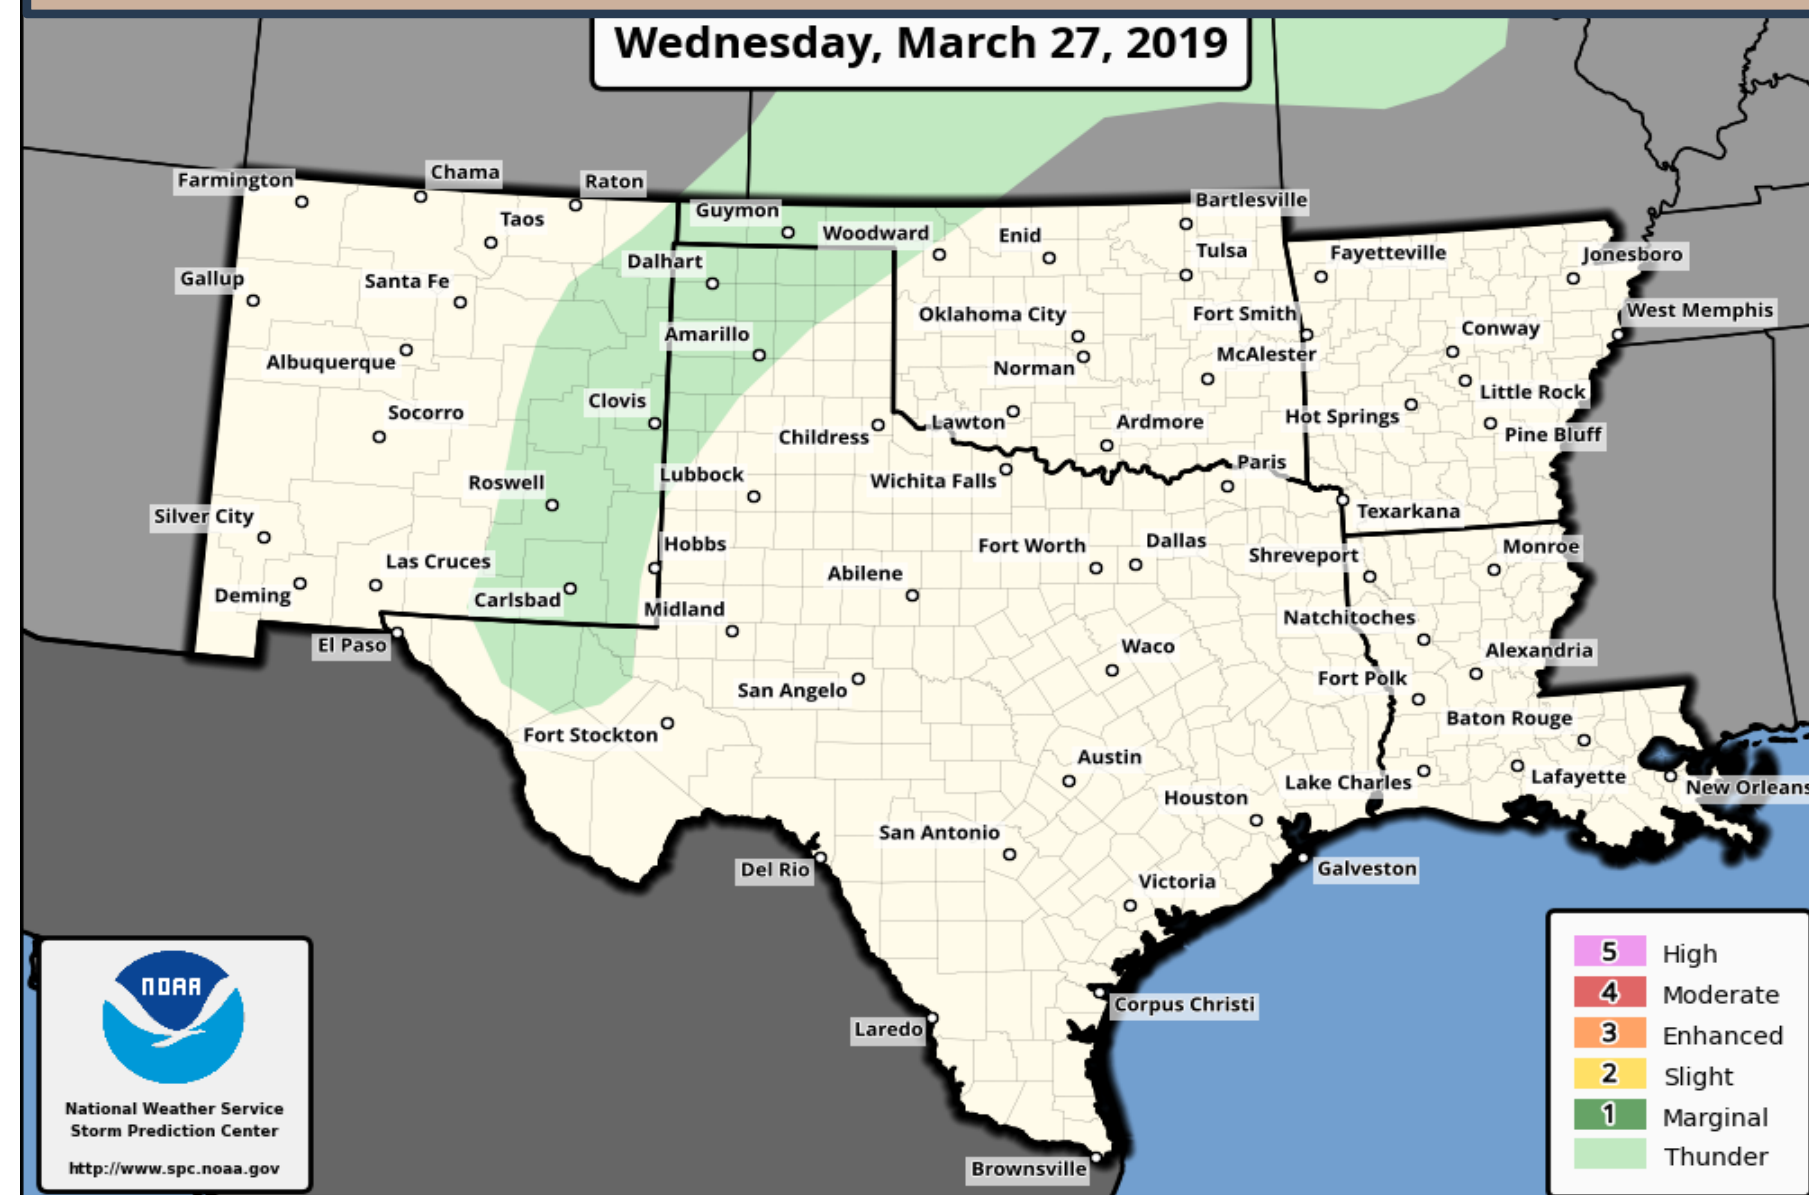 Wednesday, March 27, 2019
Farmington
Chama
Raton
Taos
Guymon
Woodward
Enid
Bartlesville
Tulsa
Fayetteville
Jonesboro
Gallup
Santa Fe
Dalhart
Oklahoma City
Fort Smith
West Memphis
Albuquerque
Amarillo
Norman
McAlester
Conway
Socorro
Clovis
Childress
Lawton
Ardmore
Hot Springs
Little Rock
Pine Bluff
Roswell
Lubbock
Wichita Falls
Paris
Silver City
Texarkana
Las Cruces
Hobbs
Fort Worth
Dallas
Shreveport
Monroe
Deming
Carlsbad
Midland
Abilene
Natchitoches
El Paso
Waco
Alexandria
San Angelo
Fort Polk
Fort Stockton
Baton Rouge
Austin
Lake Charles
Lafayette
New Orleans
Houston
San Antonio
Del Rio
Galveston
Victoria
Laredo
Corpus Christi
Brownsville
NOAA
National Weather Service
Storm Prediction Center
http://www.spc.noaa.gov
5 High
4 Moderate
3 Enhanced
2 Slight
1 Marginal
Thunder